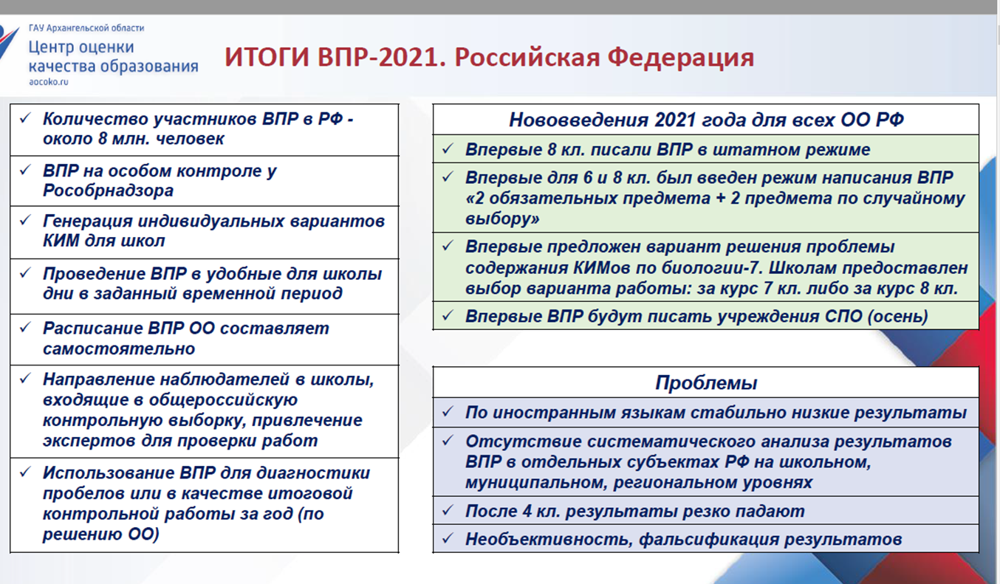 ГАУ Архангельской области
Центр оценки
качества образования
aocoko.ru
ИТОГИ ВПР-2021. Российская Федерация
✓ Количество участников ВПР в РФ -
около 8 млн. человек
✓ ВПР на особом контроле у
Рособрнадзора
✓ Генерация индивидуальных вариантов
КИМ для школ
✓ Проведение ВПР в удобные для школы
дни в заданный временной период
✓ Расписание ВПР ОО составляет
самостоятельно
✓ Направление наблюдателей в школы,
входящие в общероссийскую
контрольную выборку, привлечение
экспертов для проверки работ
✓ Использование ВПР для диагностики
пробелов или в качестве итоговой
контрольной работы за год (по
решению ОО)
Нововведения 2021 года для всех ОО РФ
✓ Впервые 8 кл. писали ВПР в штатном режиме
✓ Впервые для 6 и 8 кл. был введен режим написания ВПР
«2 обязательных предмета + 2 предмета по случайному
выбору»
✓ Впервые предложен вариант решения проблемы
содержания КИМов по биологии-7. Школам предоставлен
выбор варианта работы: за курс 7 кл. либо за курс 8 кл.
✓ Впервые ВПР будут писать учреждения СПО (осень)
Проблемы
✓ По иностранным языкам стабильно низкие результаты
✓ Отсутствие систематического анализа результатов
ВПР в отдельных субъектах РФ на школьном,
муниципальном, региональном уровнях
✓ После 4 кл. результаты резко падают
✓ Необъективность, фальсификация результатов